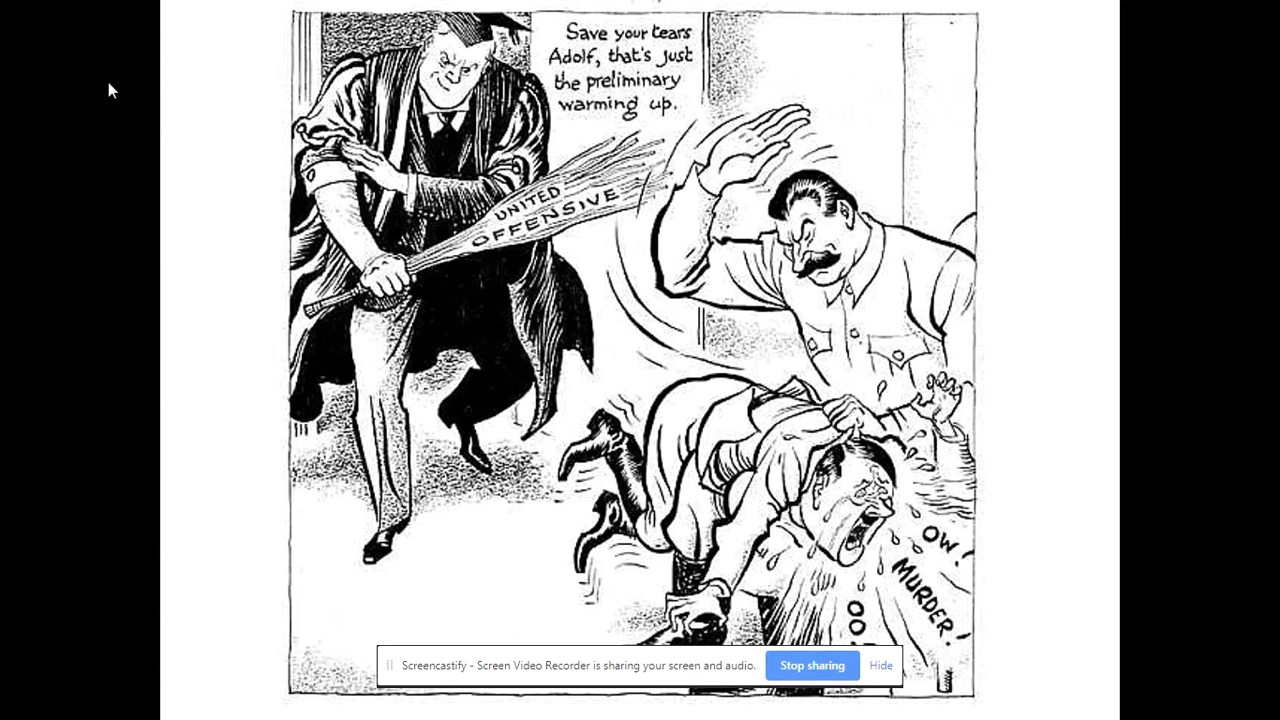 Save your tears
Adolf, that's just
the preliminary
warming up.
UNITED
OFFENSIVE
OW!
MURDER!
OO
Screencastify - Screen Video Recorder is sharing your screen and audio.
Stop sharing
Hide